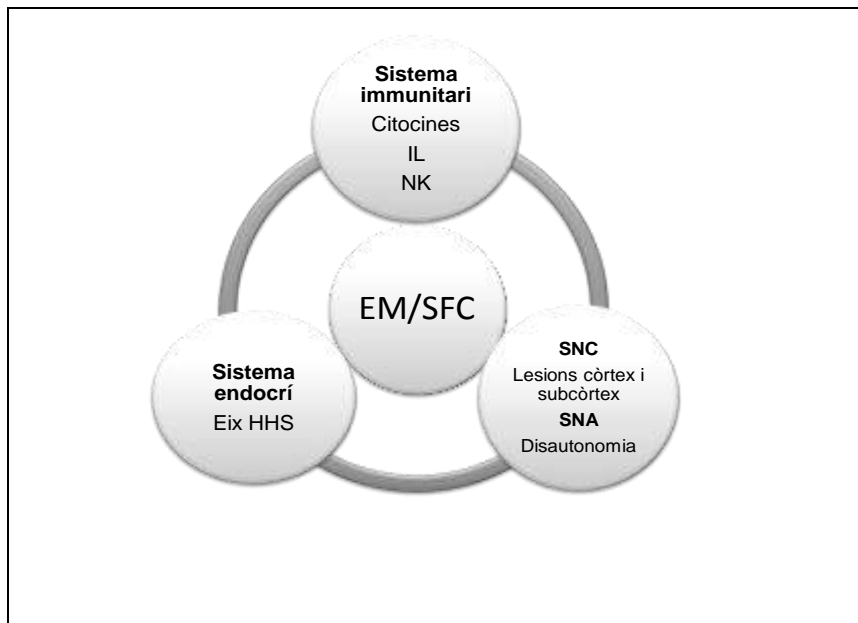 Sistema
immunitari
Citocines
IL
NK
EM/SFC
Sistema
endocrí
Eix HHS
SNC
Lesions còrtex i
subcòrtex
SNA
Disautonomia